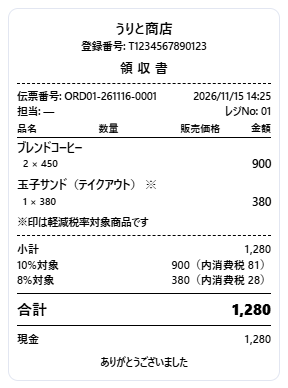 うりと商店
登録番号: T1234567890123
領 収 書
伝票番号: ORD01-261116-0001 2026/11/15 14:25
担当: — レジNo: 01
品名 数量 販売価格 金額
ブレンドコーヒー
2 × 450 900
玉子サンド（テイクアウト） ※
1 × 380 380
※印は軽減税率対象商品です
小計 1,280
10%対象 900（内消費税 81）
8%対象 380（内消費税 28）
合計 1,280
現金 1,280
ありがとうございました